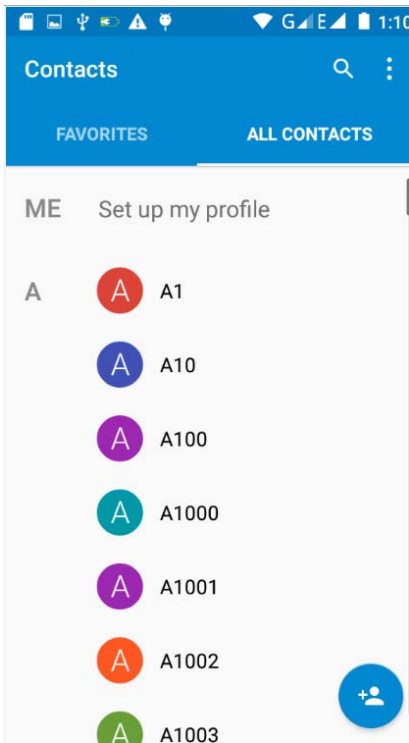 G E 1:10
Contacts
FAVORITES ALL CONTACTS
ME Set up my profile
A A A1
A A10
A A100
A A1000
A A1001
A A1002
A A1003